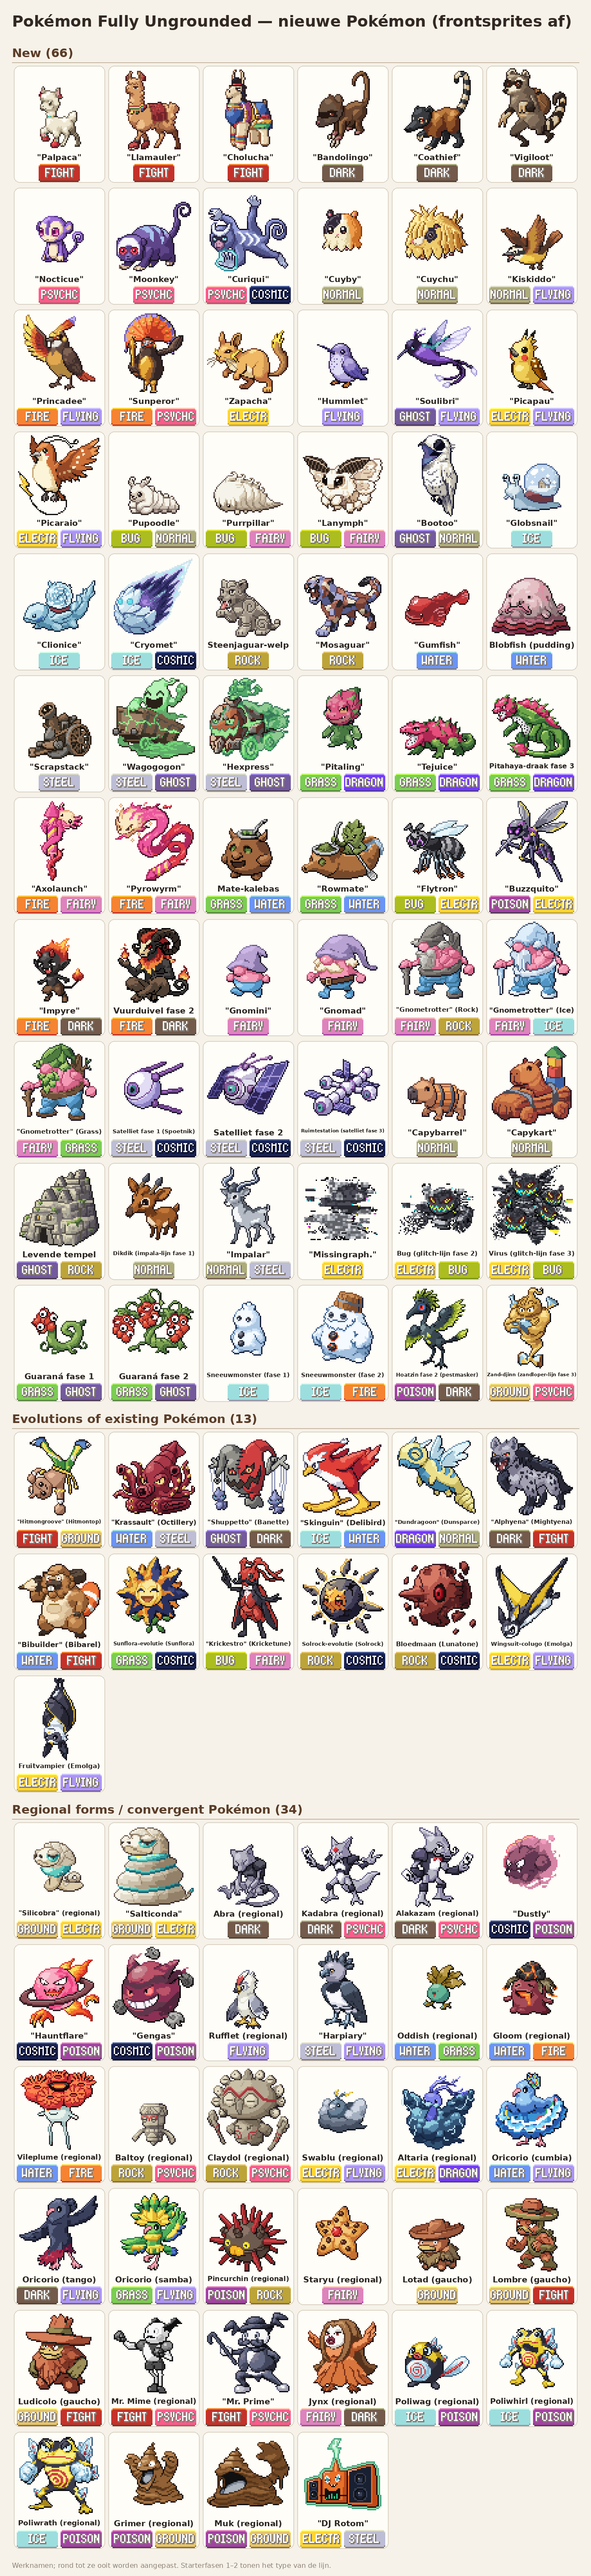 Pokémon Fully Ungrounded — nieuwe Pokémon (frontsprites af)
New (66)
"Palpaca" "Llamauler" "Cholucha" "Bandolingo" "Coathief" "Vigiloot"
FIGHT FIGHT FIGHT DARK DARK DARK
"Nocticue" "Moonkey" "Curiqui" "Cuyby" "Cuychu" "Kiskiddo"
PSYCHC PSYCHC PSYCHC COSMIC NORMAL NORMAL NORMAL FLYING
"Princadee" "Sunperor" "Zapacha" "Hummlet" "Soulibri" "Picapau"
FIRE FLYING FIRE PSYCHC ELECTR FLYING GHOST FLYING ELECTR FLYING
"Picaraio" "Pupoodle" "Purrpillar" "Lanymph" "Bootoo" "Globsnail"
ELECTR FLYING BUG NORMAL BUG FAIRY BUG FAIRY GHOST NORMAL ICE
"Clionice" "Cryomet" Steenjaguar-welp "Mosaguar" "Gumfish" Blobfish (pudding)
ICE ICE COSMIC ROCK ROCK WATER WATER
"Scrapstack" "Wagogogon" "Hexpress" "Pitaling" "Tejuice" Pitahaya-draak fase 3
STEEL STEEL GHOST STEEL GHOST GRASS DRAGON GRASS DRAGON GRASS DRAGON
"Axolaunch" "Pyrowyrm" Mate-kalebas "Rowmate" "Flytron" "Buzzquito"
FIRE FAIRY FIRE FAIRY GRASS WATER GRASS WATER BUG ELECTR POISON ELECTR
"Impyre" Vuurduivel fase 2 "Gnomini" "Gnomad" "Gnometrotter" (Rock) "Gnometrotter" (Ice)
FIRE DARK FIRE DARK FAIRY FAIRY FAIRY ROCK FAIRY ICE
"Gnometrotter" (Grass) Satelliet fase 1 (Spoetnik) Satelliet fase 2 Ruimtestation (satelliet fase 3) "Capybarrel" "Capykart"
FAIRY GRASS STEEL COSMIC STEEL COSMIC STEEL COSMIC NORMAL NORMAL
Levende tempel Dikdik (impala-lijn fase 1) "Impalar" "Missingraph." Bug (glitch-lijn fase 2) Virus (glitch-lijn fase 3)
GHOST ROCK NORMAL NORMAL STEEL ELECTR ELECTR BUG ELECTR BUG
Guaraná fase 1 Guaraná fase 2 Sneeuwmonster (fase 1) Sneeuwmonster (fase 2) Hoatzin fase 2 (pestmasker) Zand-djinn (zandloper-lijn fase 3)
GRASS GHOST GRASS GHOST ICE ICE FIRE POISON DARK GROUND PSYCHC
Evolutions of existing Pokémon (13)
"Hitmongroove" (Hitmontop) "Krassault" (Octillery) "Shuppetto" (Banette) "Skinguin" (Delibird) "Dundragoon" (Dunsparce) "Alphyena" (Mightyena)
FIGHT GROUND WATER STEEL GHOST DARK ICE WATER DRAGON NORMAL DARK FIGHT
"Bibuilder" (Bibarel) Sunflora-evolutie (Sunflora) "Krickestro" (Kricketune) Solrock-evolutie (Solrock) Bloedmaan (Lunatone) Wingsuit-colugo (Emolga)
WATER FIGHT GRASS COSMIC BUG FAIRY ROCK COSMIC ROCK COSMIC ELECTR FLYING
Fruitvampier (Emolga)
ELECTR FLYING
Regional forms / convergent Pokémon (34)
"Silicobra" (regional) "Salticonda" Abra (regional) Kadabra (regional) Alakazam (regional) "Dustly"
GROUND ELECTR GROUND ELECTR DARK DARK PSYCHC DARK PSYCHC COSMIC POISON
"Hauntflare" "Gengas" Rufflet (regional) "Harpiary" Oddish (regional) Gloom (regional)
COSMIC POISON COSMIC POISON FLYING STEEL FLYING WATER GRASS WATER FIRE
Vileplume (regional) Baltoy (regional) Claydol (regional) Swablu (regional) Altaria (regional) Oricorio (cumbia)
WATER FIRE ROCK PSYCHC ROCK PSYCHC ELECTR FLYING ELECTR DRAGON WATER FLYING
Oricorio (tango) Oricorio (samba) Pincurchin (regional) Staryu (regional) Lotad (gaucho) Lombre (gaucho)
DARK FLYING GRASS FLYING POISON ROCK FAIRY GROUND GROUND FIGHT
Ludicolo (gaucho) Mr. Mime (regional) "Mr. Prime" Jynx (regional) Poliwag (regional) Poliwhirl (regional)
GROUND FIGHT FIGHT PSYCHC FIGHT PSYCHC FAIRY DARK ICE POISON ICE POISON
Poliwrath (regional) Grimer (regional) Muk (regional) "DJ Rotom"
ICE POISON POISON GROUND POISON GROUND ELECTR STEEL
Werknamen; rond tot ze ooit worden aangepast. Starterfasen 1-2 tonen het type van de lijn.